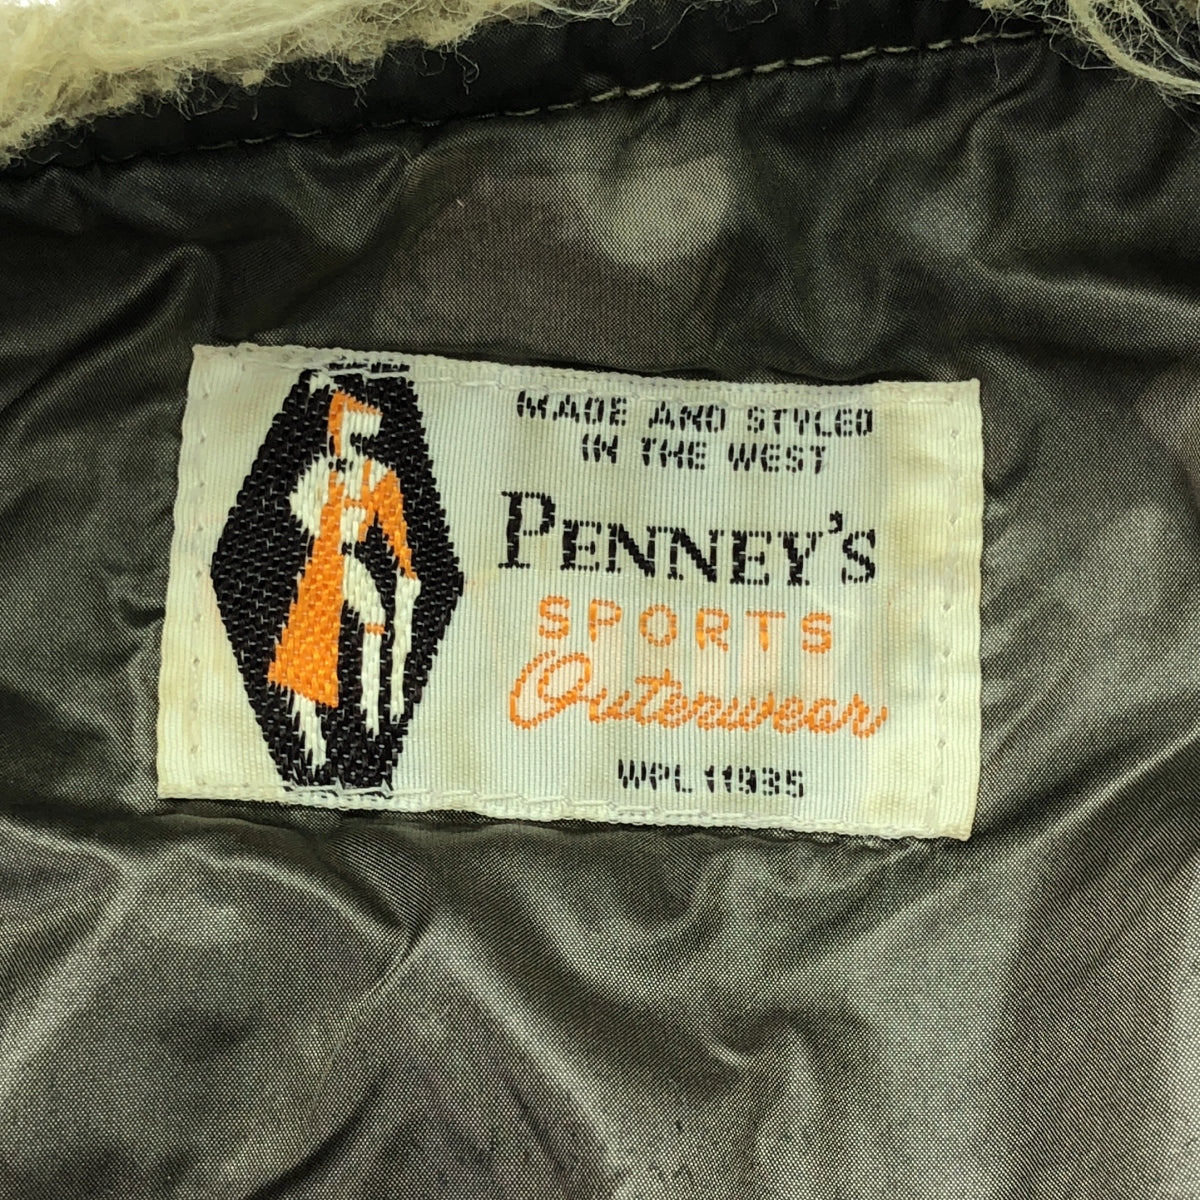 MADE AND STYLED
IN THE WEST
PENNEY'S
SPORTS
Outerwear
WPL 11935